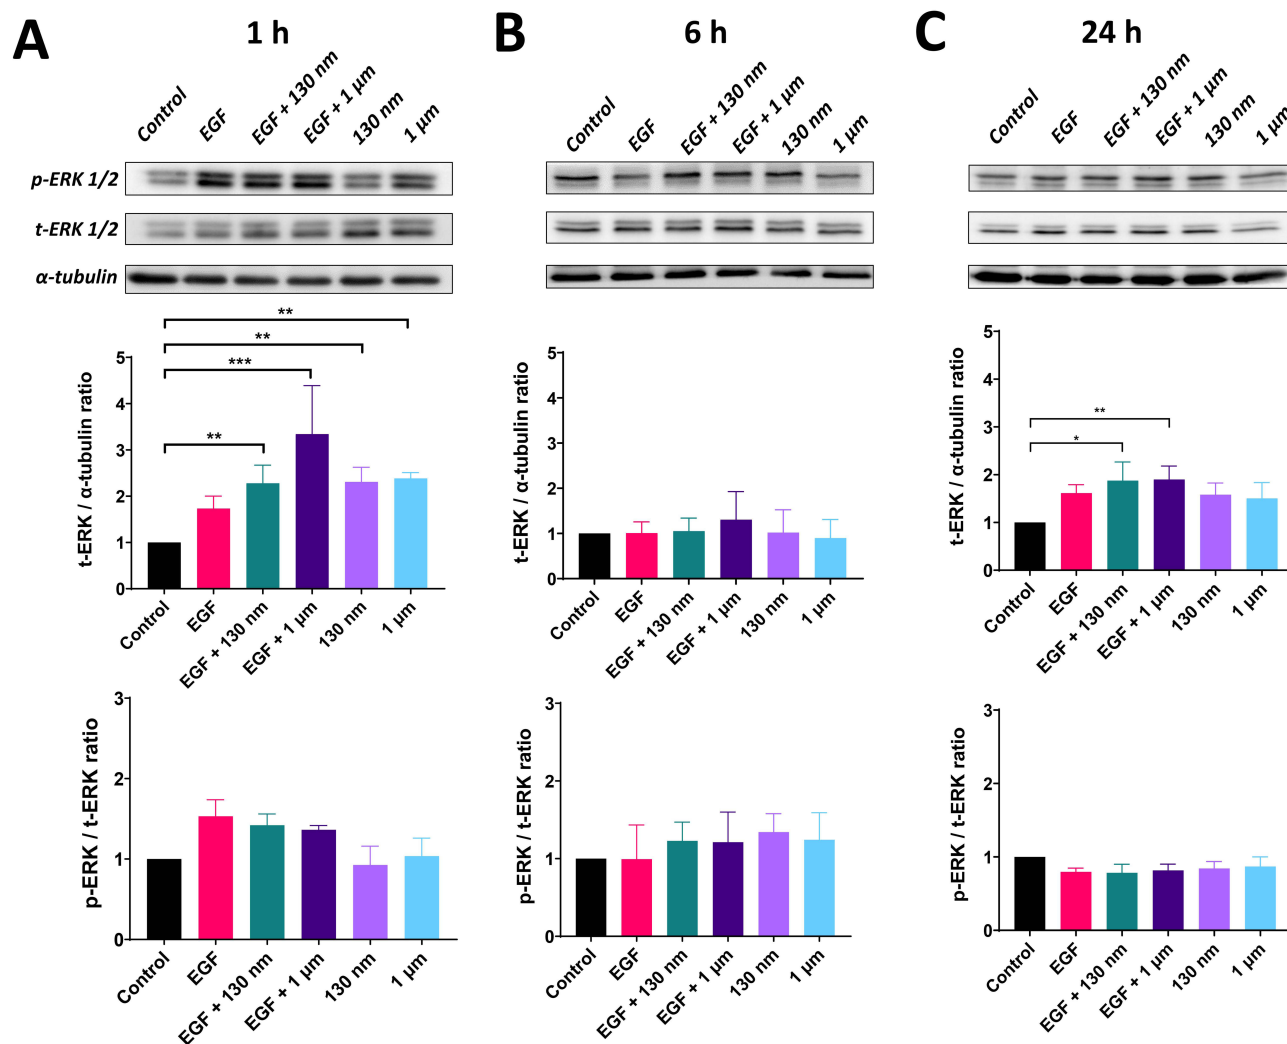 A
1 h
Control
EGF
EGF + 130 nm
EGF + 1 µm
130 nm
1 µm
p-ERK 1/2
t-ERK 1/2
α-tubulin
**
**
***
**
t-ERK / α-tubulin ratio
5
4
3
2
1
0
Control
EGF
EGF + 130 nm
EGF + 1 µm
130 nm
1 µm
p-ERK / t-ERK ratio
3
2
1
0
Control
EGF
EGF + 130 nm
EGF + 1 µm
130 nm
1 µm
B
6 h
Control
EGF
EGF + 130 nm
EGF + 1 µm
130 nm
1 µm
t-ERK / α-tubulin ratio
5
4
3
2
1
0
Control
EGF
EGF + 130 nm
EGF + 1 µm
130 nm
1 µm
p-ERK / t-ERK ratio
3
2
1
0
Control
EGF
EGF + 130 nm
EGF + 1 µm
130 nm
1 µm
C
24 h
Control
EGF
EGF + 130 nm
EGF + 1 µm
130 nm
1 µm
**
*
t-ERK / α-tubulin ratio
5
4
3
2
1
0
Control
EGF
EGF + 130 nm
EGF + 1 µm
130 nm
1 µm
p-ERK / t-ERK ratio
3
2
1
0
Control
EGF
EGF + 130 nm
EGF + 1 µm
130 nm
1 µm